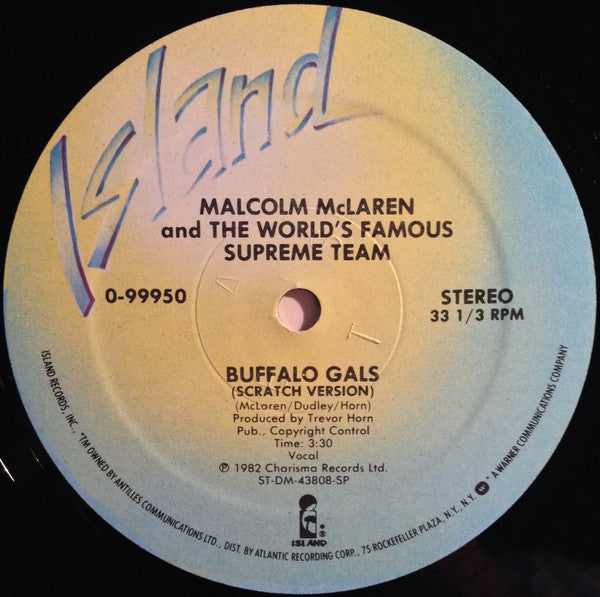 Island
MALCOLM McLAREN
and THE WORLD'S FAMOUS
SUPREME TEAM
0-99950
STEREO
33 1/3 RPM
BUFFALO GALS
(SCRATCH VERSION)
(McLaren/Dudley/Horn)
Produced by Trevor Horn
Pub., Copyright Control
Time: 3:30
Vocal
℗ 1982 Charisma Records Ltd.
ST-DM-43808-SP
ISLAND®
ISLAND RECORDS, INC., *TM OWNED BY ANTILLES COMMUNICATIONS LTD., DIST. BY ATLANTIC RECORDING CORP., 75 ROCKEFELLER PLAZA, N.Y., N.Y. A WARNER COMMUNICATIONS COMPANY